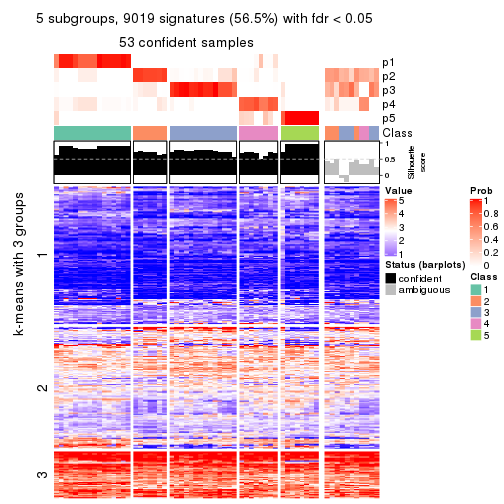 5 subgroups, 9019 signatures (56.5%) with fdr < 0.05
53 confident samples
p1
p2
p3
p4
p5
Class
1
0.5
0
Silhouette
score
k-means with 3 groups
1
2
3
Value
5
4
3
2
1
Status (barplots)
confident
ambiguous
Prob
1
0.8
0.6
0.4
0.2
0
Class
1
2
3
4
5